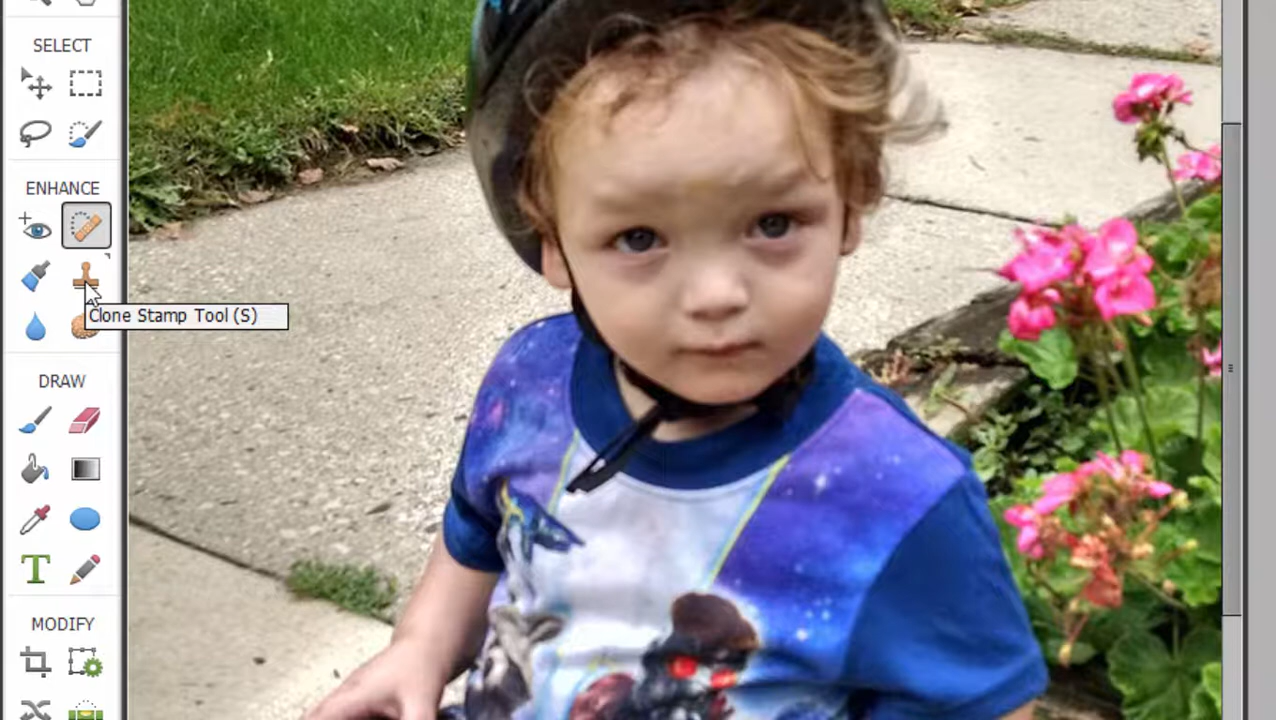 SELECT
ENHANCE
Clone Stamp Tool (S)
DRAW
T
MODIFY